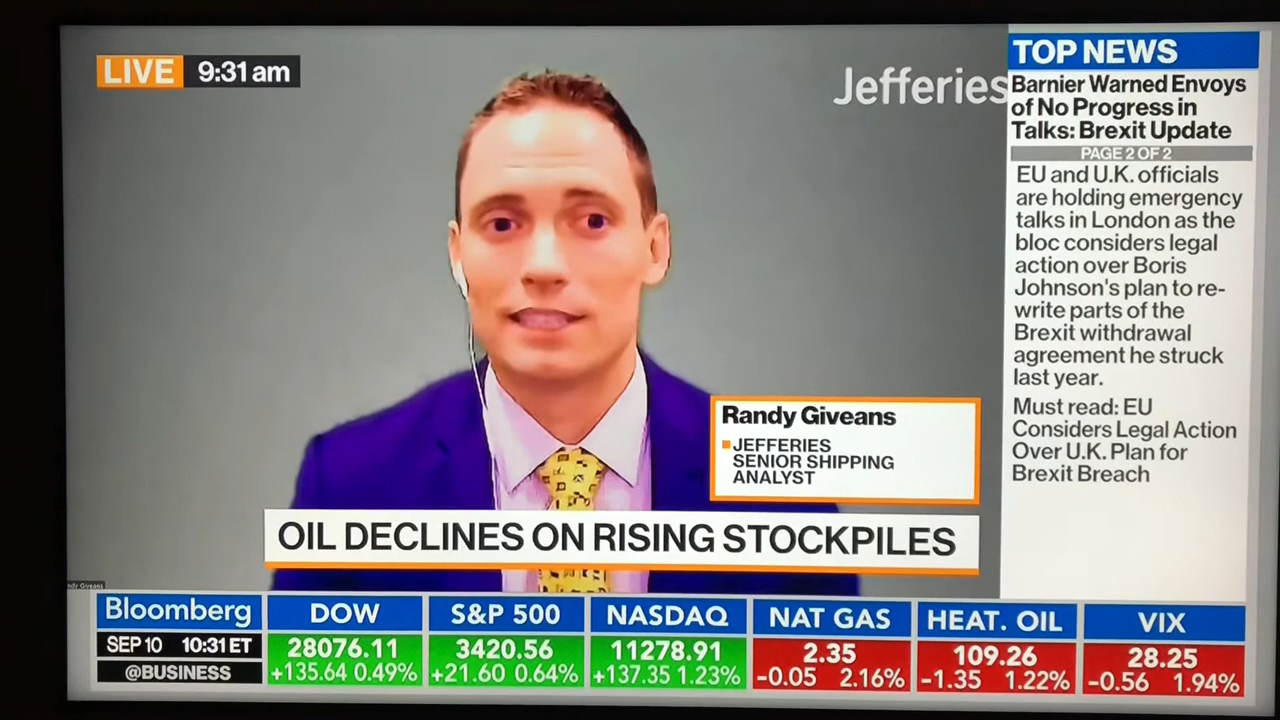 LIVE 9:31 am
Jefferies
TOP NEWS
Barnier Warned Envoys
of No Progress in
Talks: Brexit Update
PAGE 2 OF 2
EU and U.K. officials
are holding emergency
talks in London as the
bloc considers legal
action over Boris
Johnson's plan to re-
write parts of the
Brexit withdrawal
agreement he struck
last year.
Must read: EU
Considers Legal Action
Over U.K. Plan for
Brexit Breach
Randy Giveans
JEFFERIES
SENIOR SHIPPING
ANALYST
OIL DECLINES ON RISING STOCKPILES
ndy Giveans
Bloomberg
SEP 10 10:31 ET
@BUSINESS
DOW
28076.11
+135.64 0.49%
S&P 500
3420.56
+21.60 0.64%
NASDAQ
11278.91
+137.35 1.23%
NAT GAS
2.35
-0.05 2.16%
HEAT. OIL
109.26
-1.35 1.22%
VIX
28.25
-0.56 1.94%